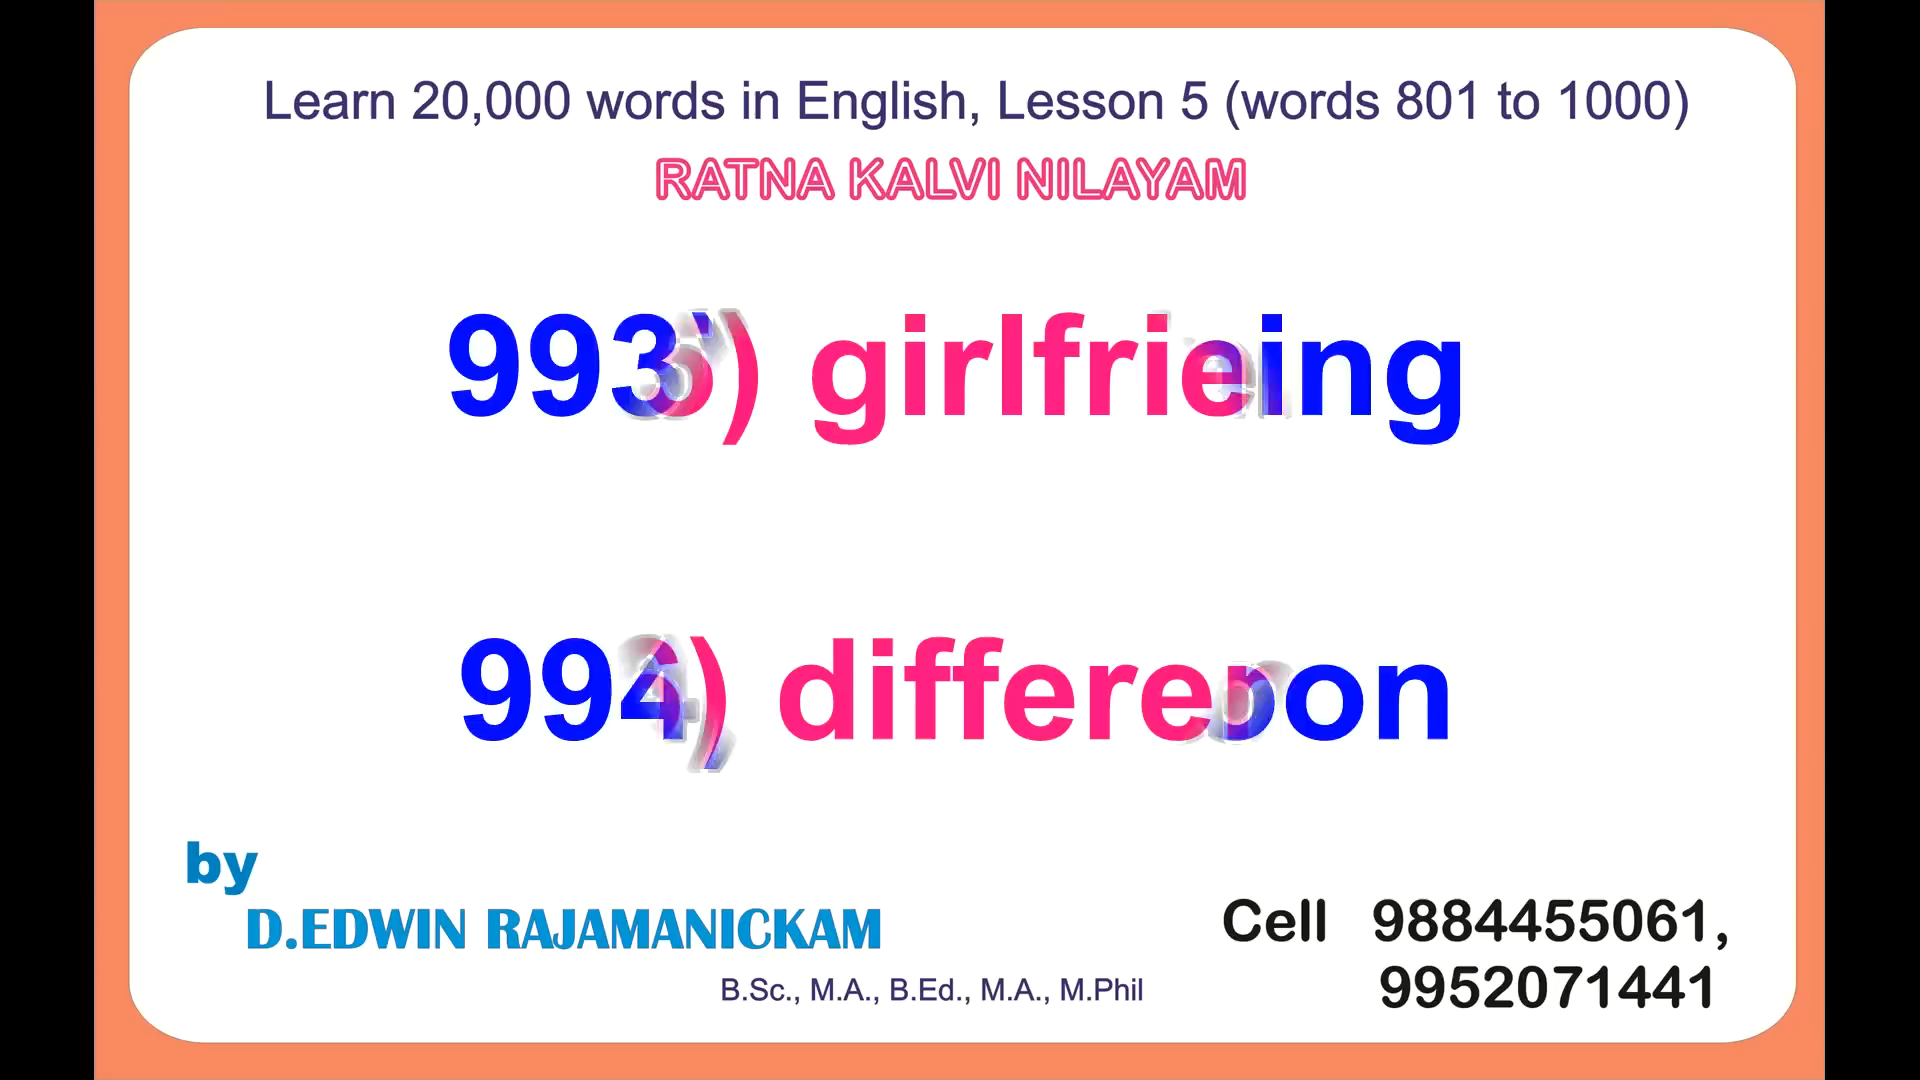 Learn 20,000 words in English, Lesson 5 (words 801 to 1000)
RATNA KALVI NILAYAM
by
D.EDWIN RAJAMANICKAM
B.Sc., M.A., B.Ed., M.A., M.Phil
Cell 9884455061,
9952071441